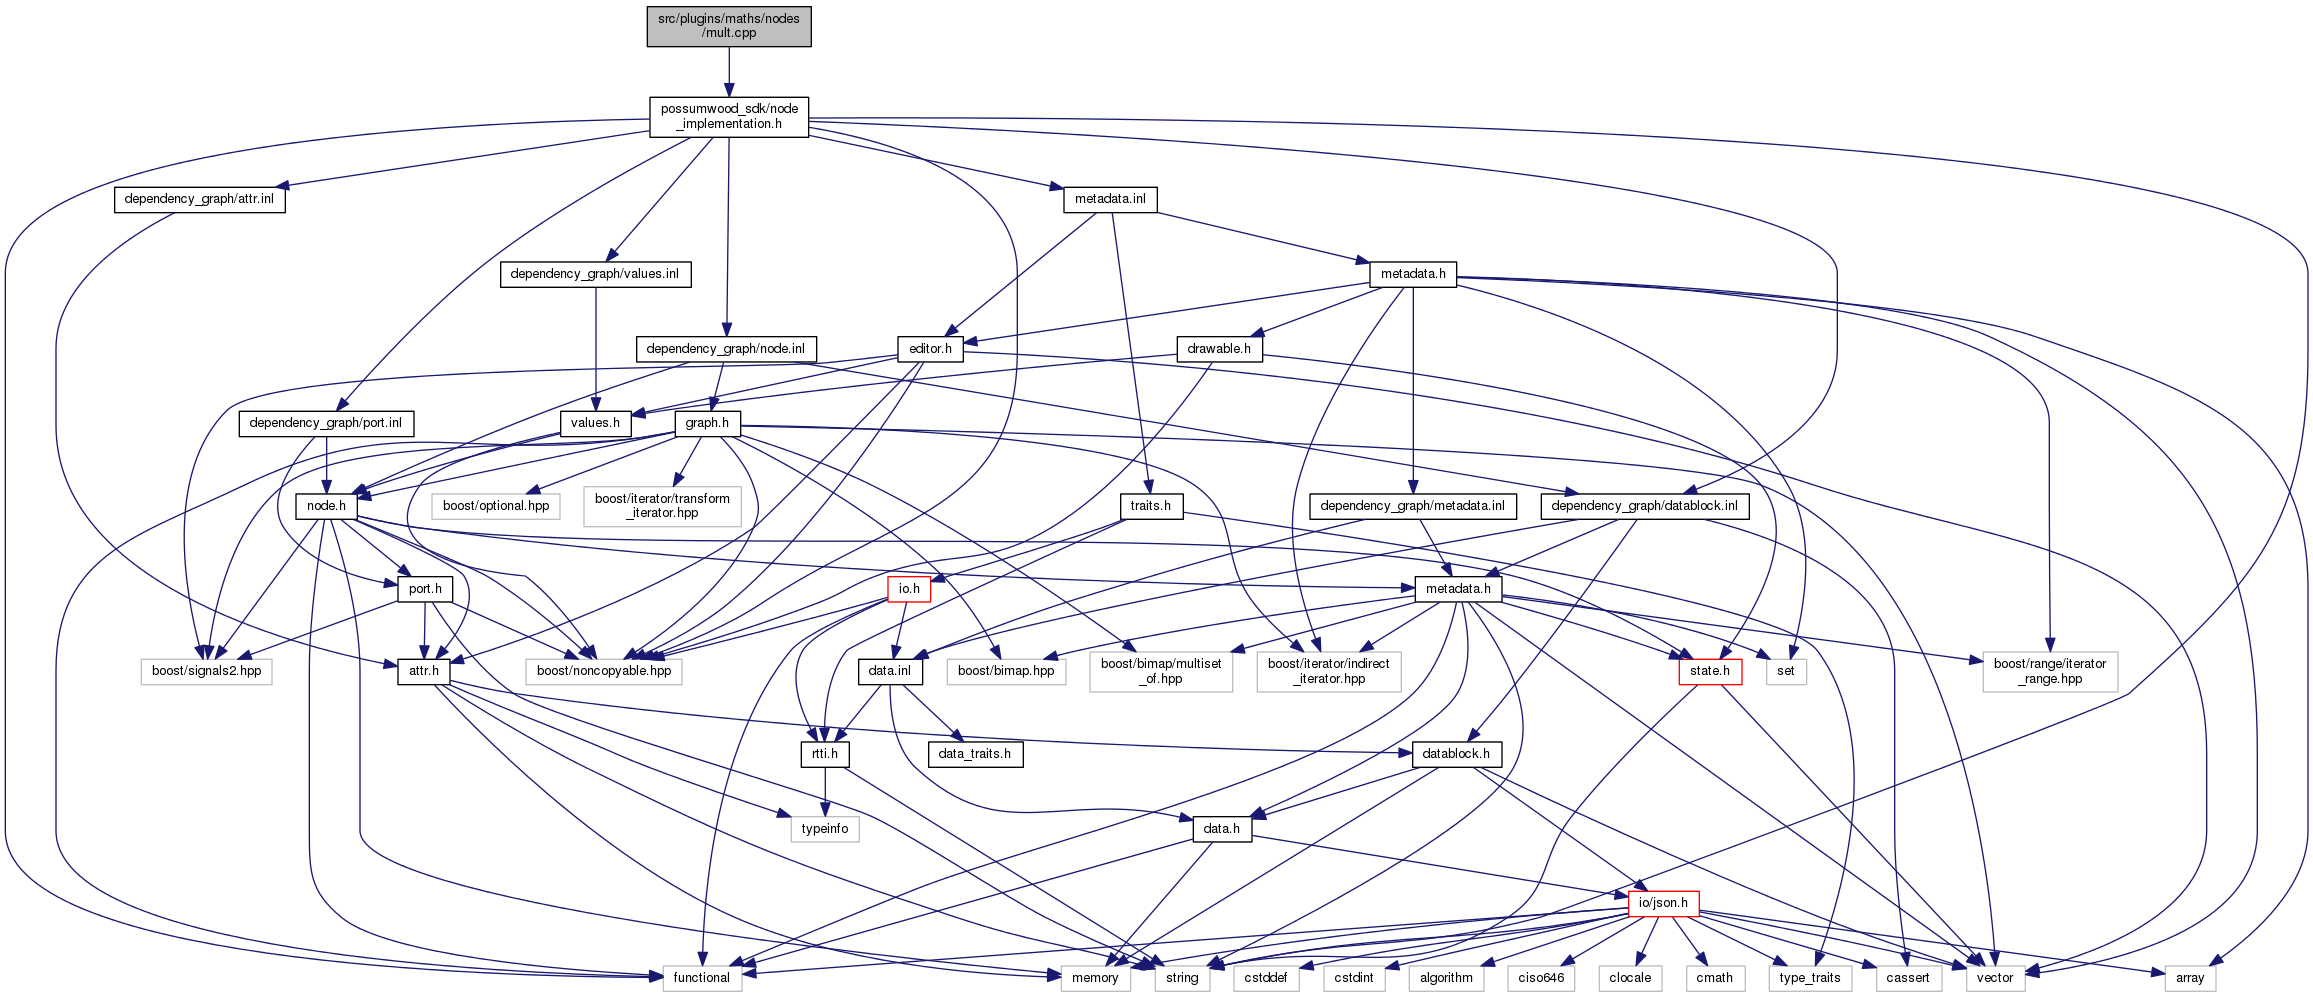 src/plugins/maths/nodes
/mult.cpp
possumwood_sdk/node
_implementation.h
dependency_graph/attr.inl
metadata.inl
dependency_graph/values.inl
metadata.h
dependency_graph/node.inl
editor.h
drawable.h
dependency_graph/port.inl
values.h
graph.h
node.h
boost/optional.hpp
boost/iterator/transform
_iterator.hpp
traits.h
dependency_graph/metadata.inl
dependency_graph/datablock.inl
port.h
io.h
metadata.h
boost/signals2.hpp
attr.h
boost/noncopyable.hpp
data.inl
boost/bimap.hpp
boost/bimap/multiset
_of.hpp
boost/iterator/indirect
_iterator.hpp
state.h
set
boost/range/iterator
_range.hpp
rtti.h
data_traits.h
datablock.h
typeinfo
data.h
io/json.h
functional
memory
string
cstddef
cstdint
algorithm
ciso646
clocale
cmath
type_traits
cassert
vector
array